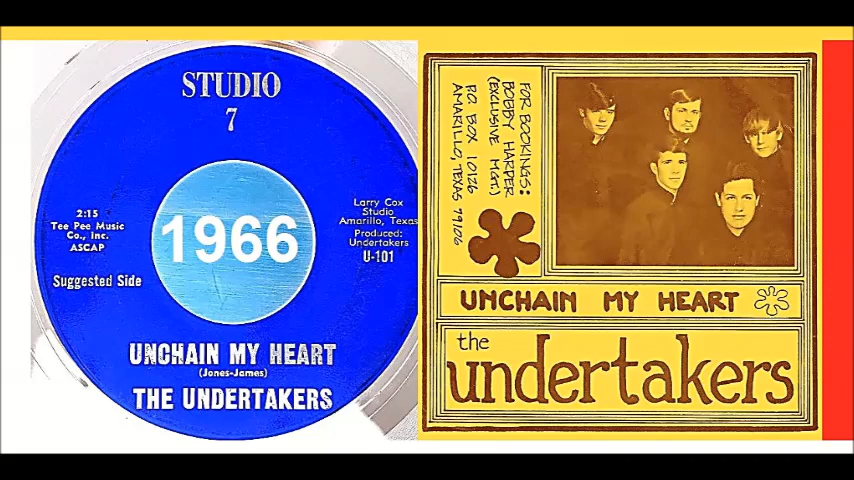 STUDIO
7
2:15
Tee Pee Music
Co., Inc.
ASCAP
Suggested Side
1966
Larry Cox
Studio
Amarillo, Texas
Produced:
Undertakers
U-101
UNCHAIN MY HEART
(Jones-James)
THE UNDERTAKERS
FOR BOOKINGS:
BOBBY HARPER
(EXCLUSIVE MGT.)
P.O. BOX 10126
AMARILLO, TEXAS 79106
UNCHAIN MY HEART
the
undertakers